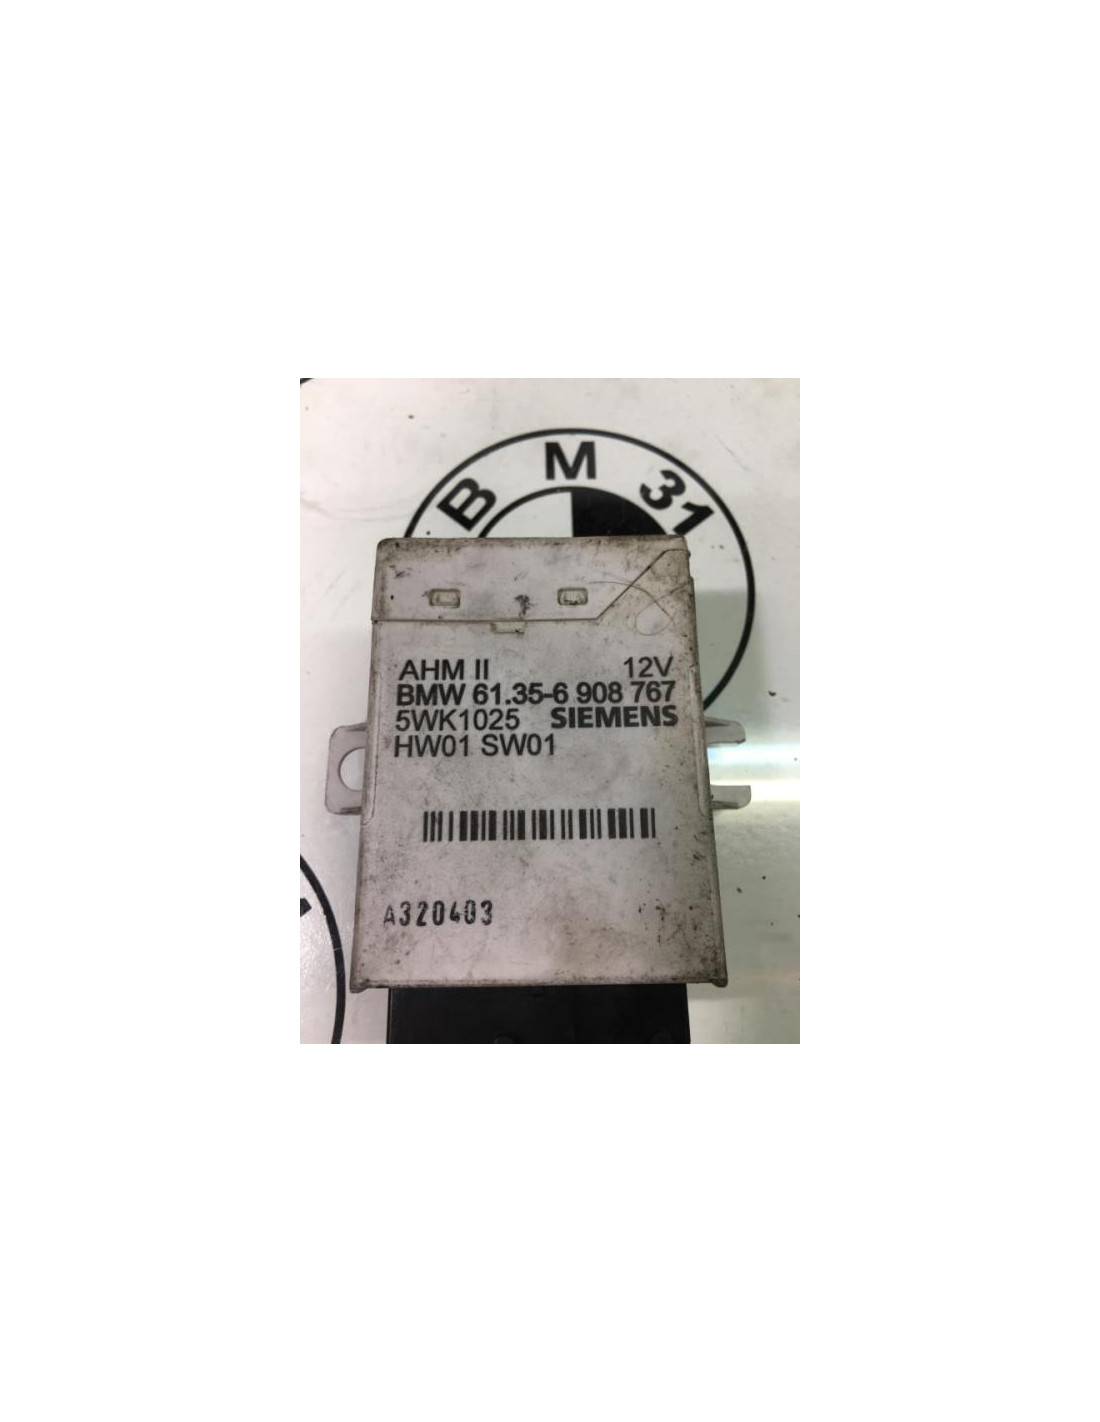 B M 31
AHM II 12V
BMW 61.35-6 908 767
5WK1025 SIEMENS
HW01 SW01
A320403